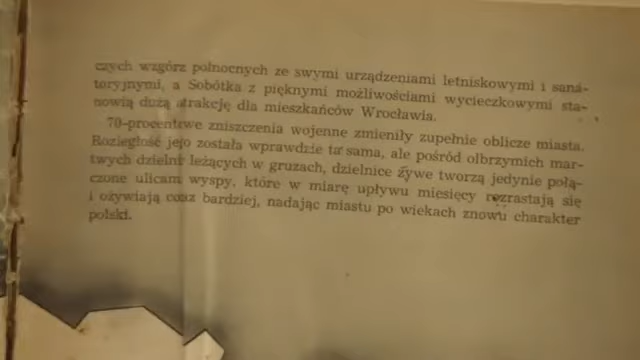 czych wzgórz północnych ze swymi urządzeniami letniskowymi i sana-
toryjnymi, a Sobótka z pięknymi możliwościami wycieczkowymi sta-
nowią dużą atrakcję dla mieszkańców Wrocławia.
70-procentowe zniszczenia wojenne zmieniły zupełnie oblicze miasta.
Rozległość jego została wprawdzie ta sama, ale pośród olbrzymich mar-
twych dzielnic leżących w gruzach, dzielnice żywe tworzą jedynie połą-
czone ulicami wyspy, które w miarę upływu miesięcy rozrastają się
i ożywiają coraz bardziej, nadając miastu po wiekach znowu charakter
polski.